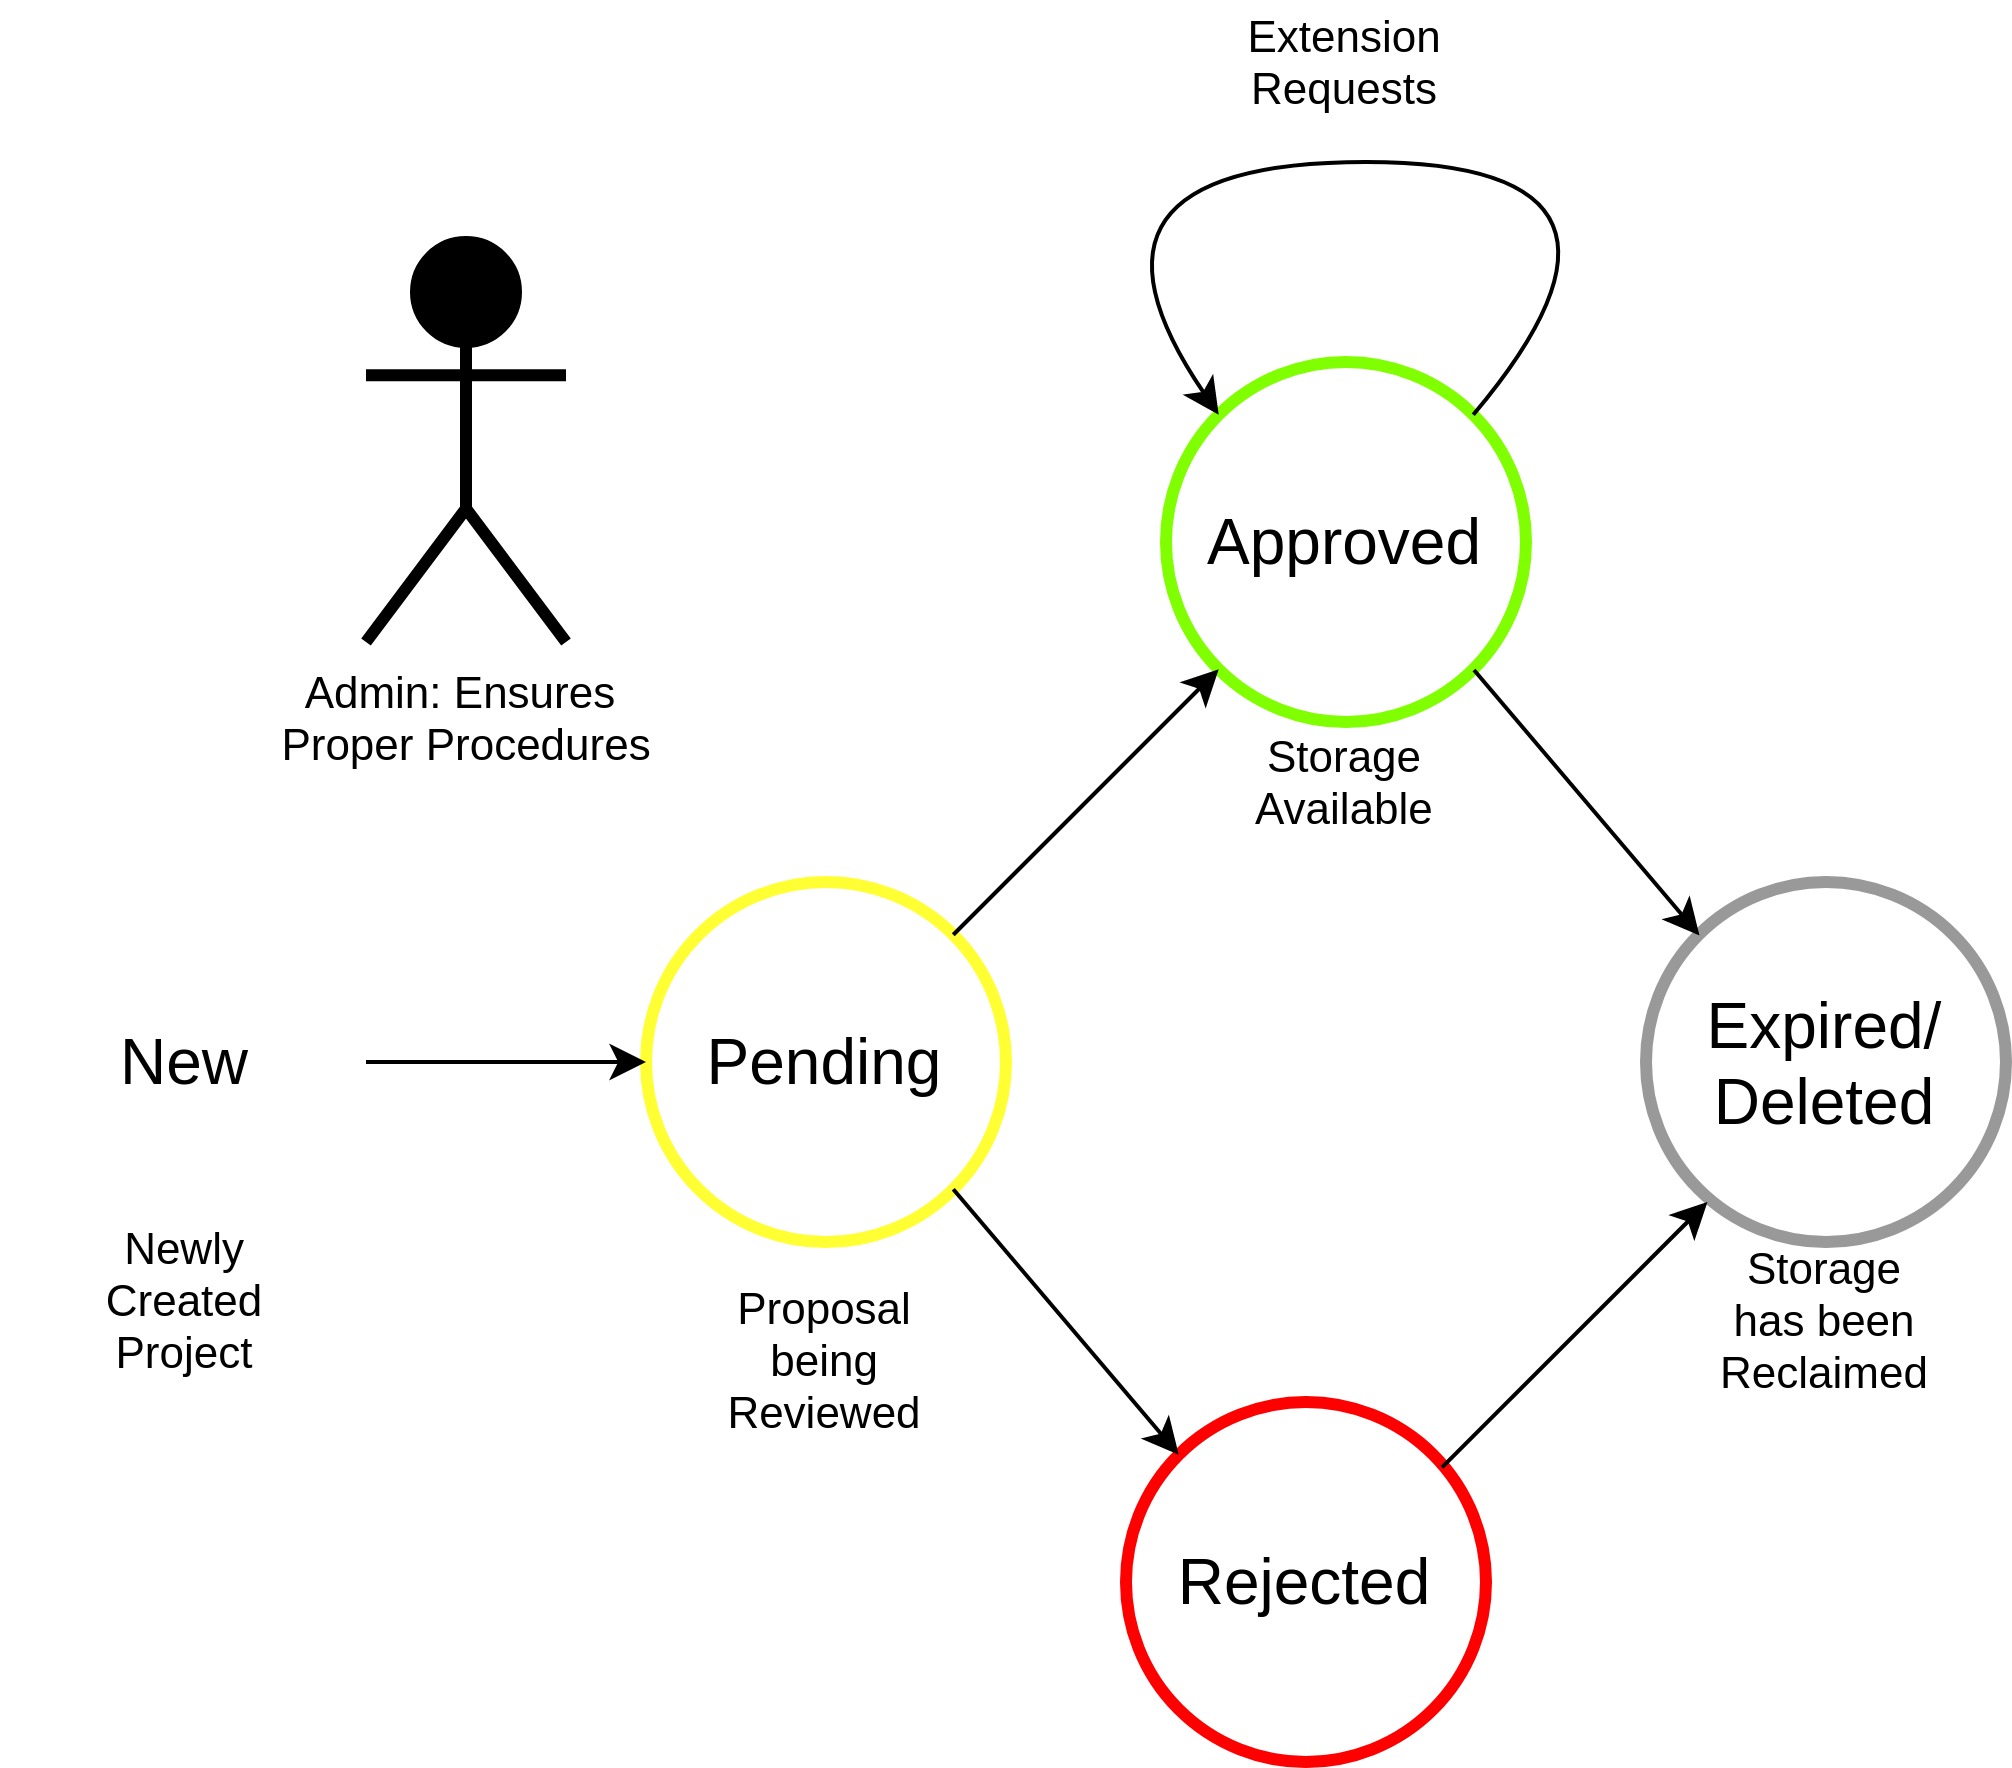 Extension
Requests
Approved
Admin: Ensures
Proper Procedures
Storage
Available
New
Pending
Expired/
Deleted
Newly
Created
Project
Proposal
being
Reviewed
Storage
has been
Reclaimed
Rejected